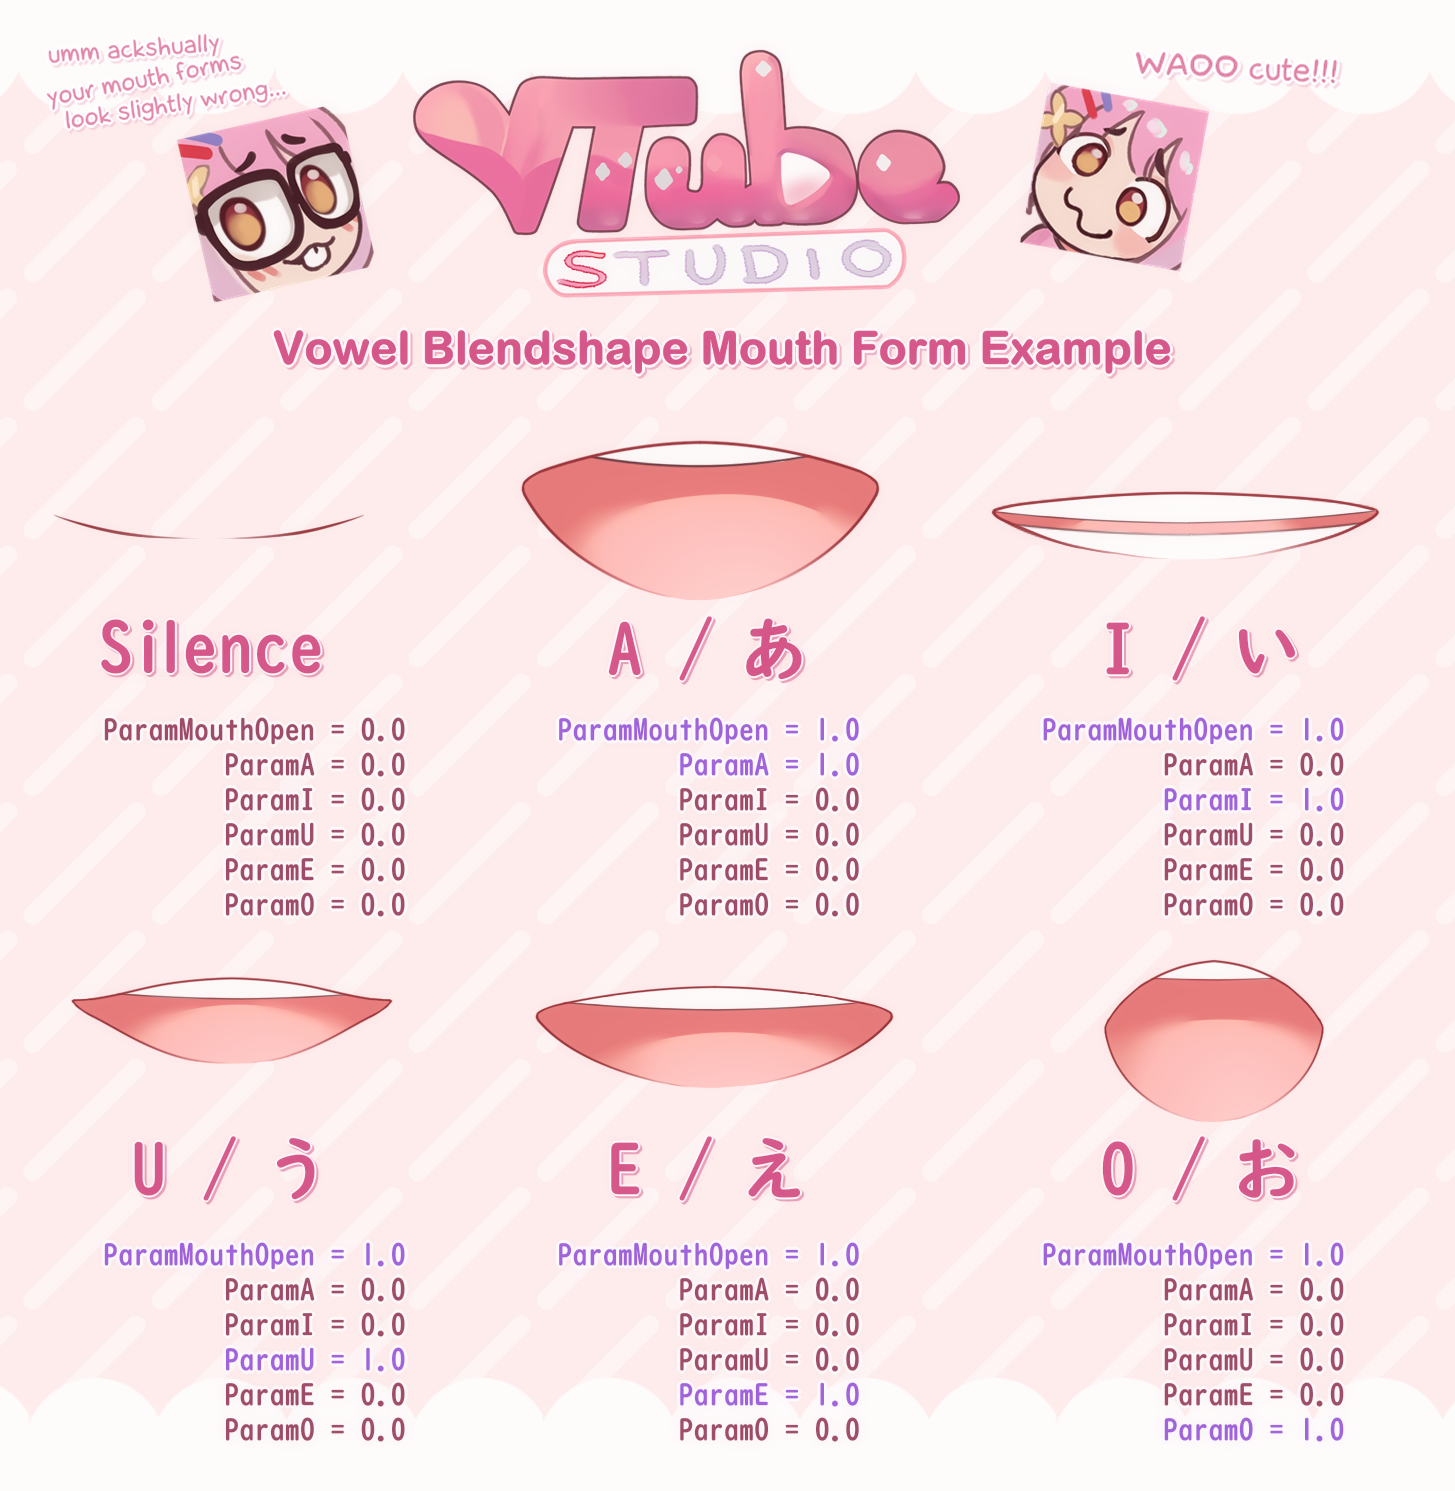 umm ackshually
your mouth forms
look slightly wrong...
WAOO cute!!!
VTube
STUDIO
Vowel Blendshape Mouth Form Example
Silence
ParamMouthOpen = 0.0
ParamA = 0.0
ParamI = 0.0
ParamU = 0.0
ParamE = 0.0
ParamO = 0.0
A / あ
ParamMouthOpen = 1.0
ParamA = 1.0
ParamI = 0.0
ParamU = 0.0
ParamE = 0.0
ParamO = 0.0
I / い
ParamMouthOpen = 1.0
ParamA = 0.0
ParamI = 1.0
ParamU = 0.0
ParamE = 0.0
ParamO = 0.0
U / う
ParamMouthOpen = 1.0
ParamA = 0.0
ParamI = 0.0
ParamU = 1.0
ParamE = 0.0
ParamO = 0.0
E / え
ParamMouthOpen = 1.0
ParamA = 0.0
ParamI = 0.0
ParamU = 0.0
ParamE = 1.0
ParamO = 0.0
O / お
ParamMouthOpen = 1.0
ParamA = 0.0
ParamI = 0.0
ParamU = 0.0
ParamE = 0.0
ParamO = 1.0